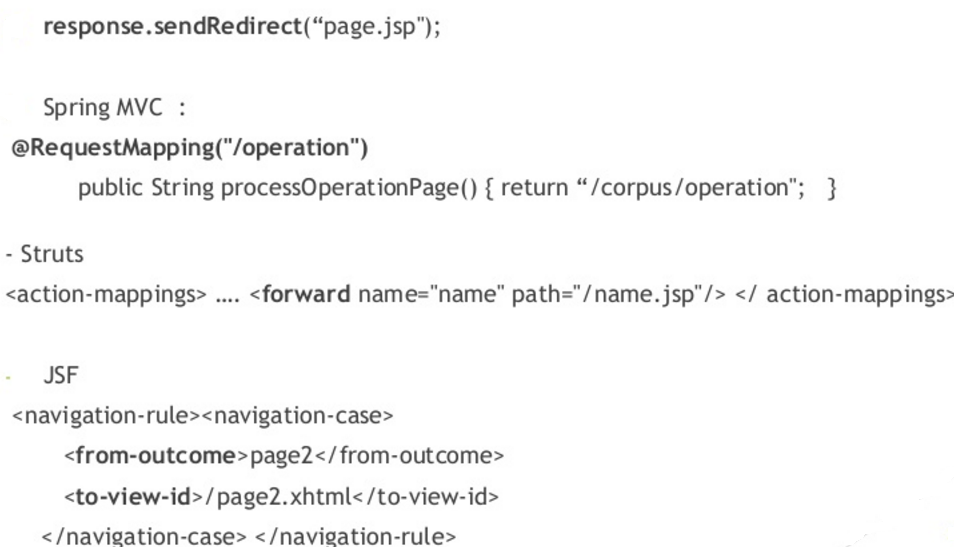 response.sendRedirect(“page.jsp");
Spring MVC :
@RequestMapping("/operation")
public String processOperationPage() { return “/corpus/operation"; }
- Struts
<action-mappings> .... <forward name="name" path="/name.jsp"/> </ action-mappings>
- JSF
<navigation-rule><navigation-case>
<from-outcome>page2</from-outcome>
<to-view-id>/page2.xhtml</to-view-id>
</navigation-case> </navigation-rule>